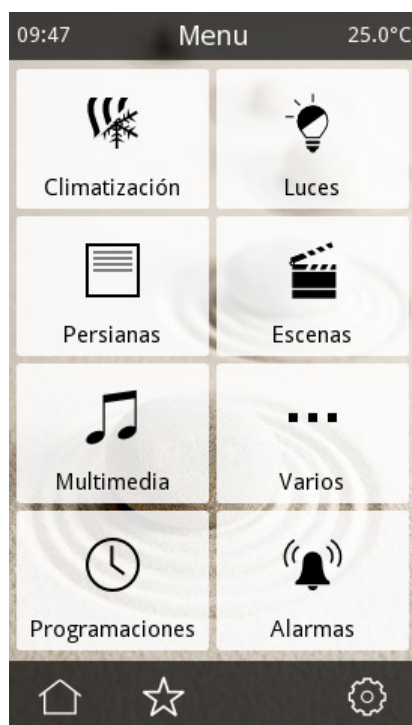 09:47 Menu 25.0°C
Climatización Luces
Persianas Escenas
Multimedia Varios
Programaciones Alarmas